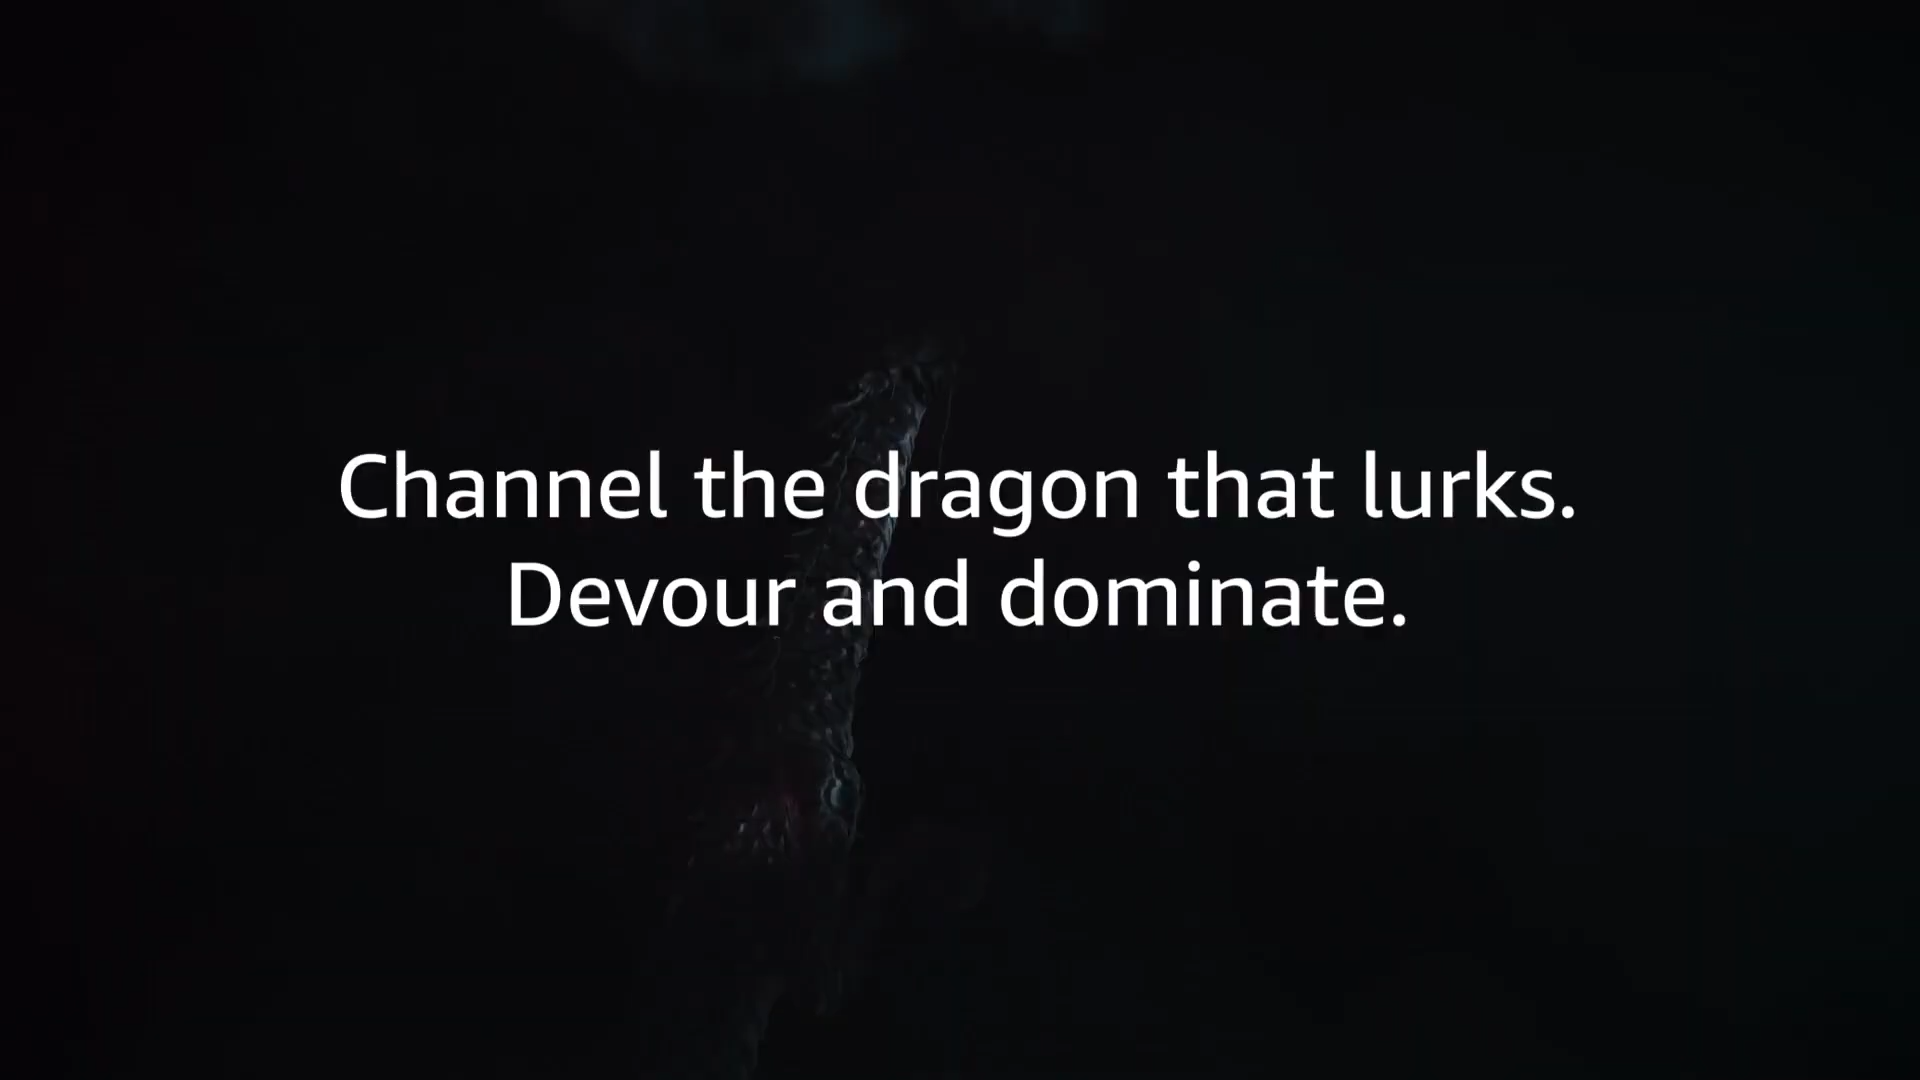 Channel the dragon that lurks.
Devour and dominate.